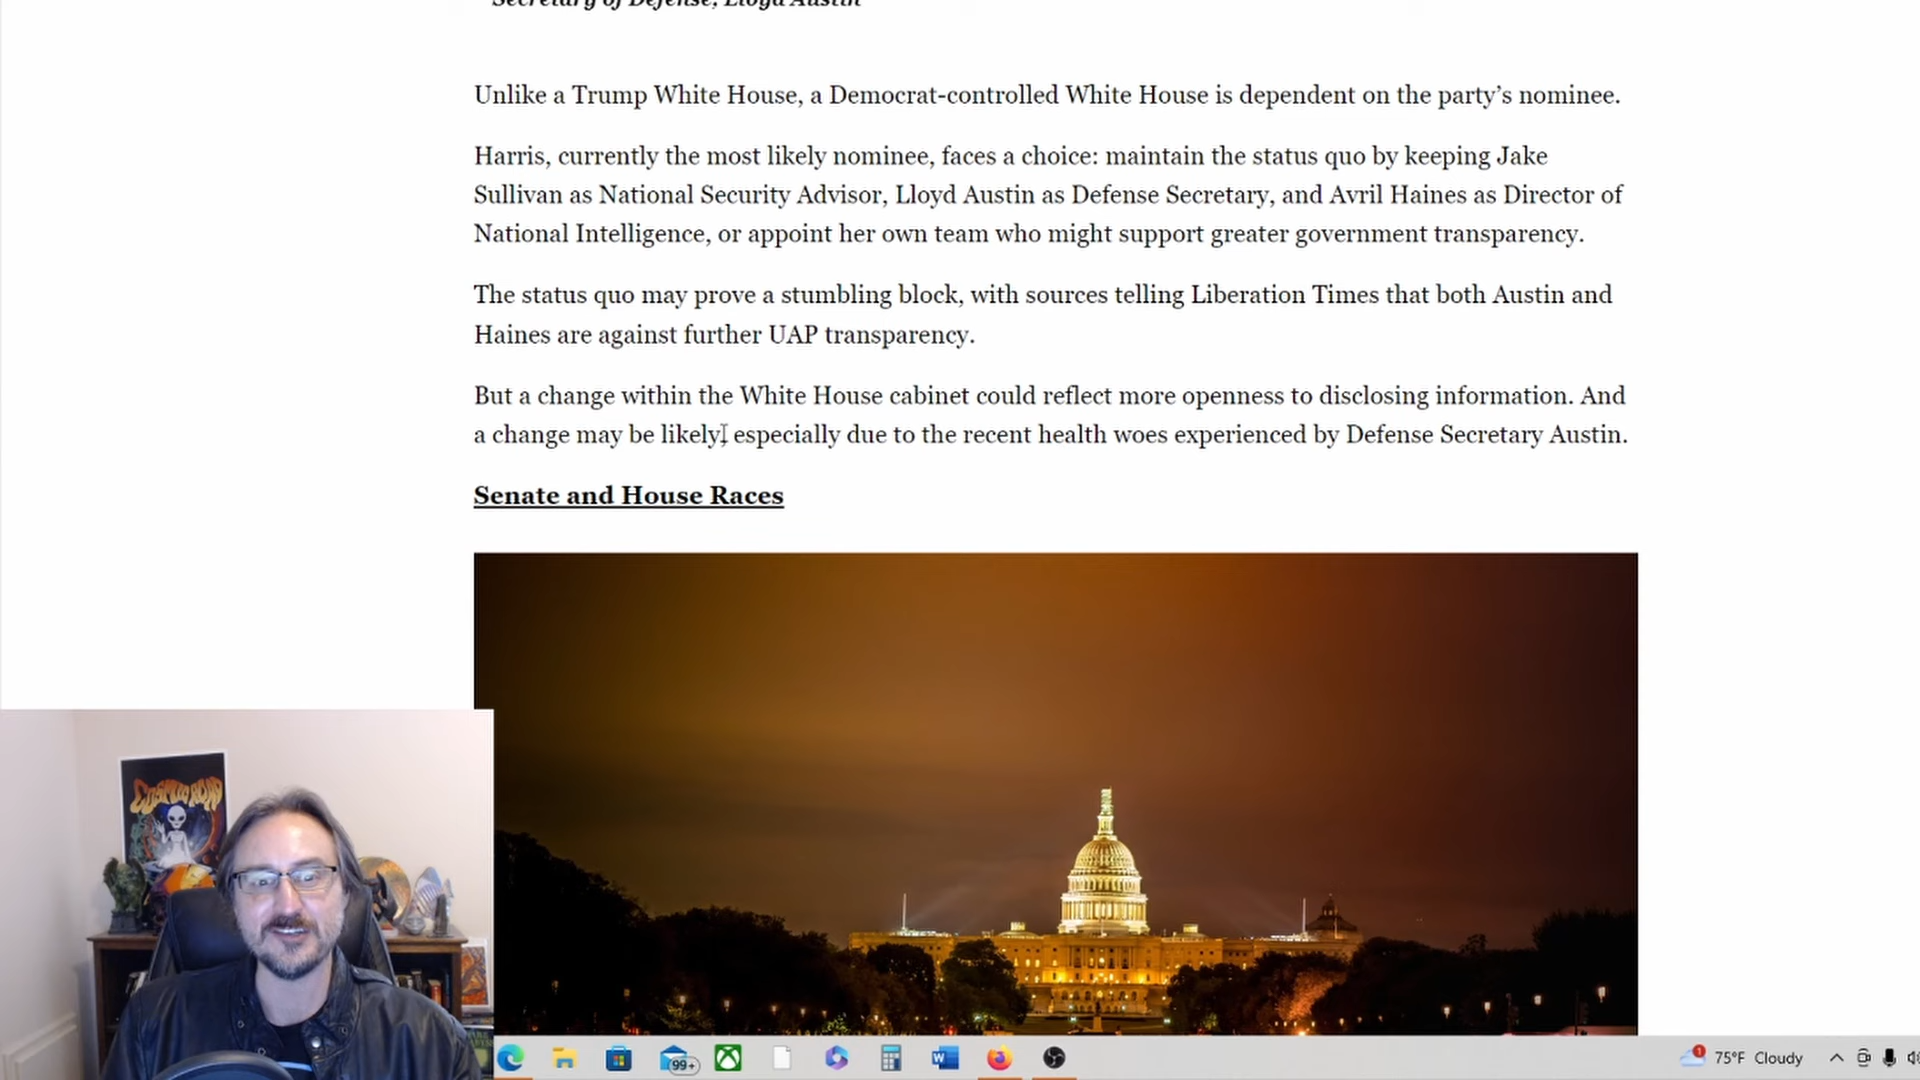 Secretary of Defense, Lloyd Austin
Unlike a Trump White House, a Democrat-controlled White House is dependent on the party’s nominee.
Harris, currently the most likely nominee, faces a choice: maintain the status quo by keeping Jake
Sullivan as National Security Advisor, Lloyd Austin as Defense Secretary, and Avril Haines as Director of
National Intelligence, or appoint her own team who might support greater government transparency.
The status quo may prove a stumbling block, with sources telling Liberation Times that both Austin and
Haines are against further UAP transparency.
But a change within the White House cabinet could reflect more openness to disclosing information. And
a change may be likely, especially due to the recent health woes experienced by Defense Secretary Austin.
Senate and House Races
99+
W
1
75°F Cloudy